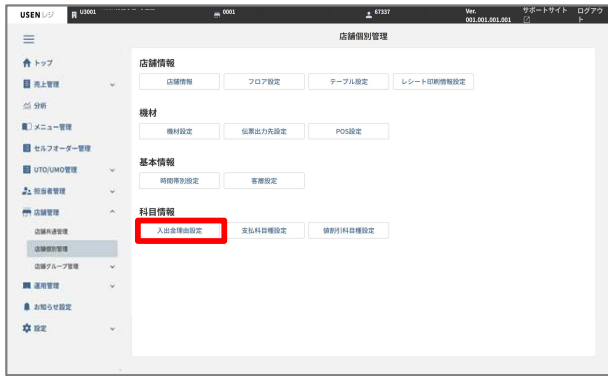 USEN レジ U3001 0001 67337 Ver. 001.001.001.001 サポートサイト ログアウト
店舗個別管理
トップ
売上管理
分析
メニュー管理
セルフオーダー管理
UTO/UMO管理
担当者管理
店舗管理
店舗共通管理
店舗個別管理
店舗グループ管理
運用管理
お知らせ設定
設定
店舗情報
店舗情報 フロア設定 テーブル設定 レシート印刷情報設定
機材
機材設定 伝票出力先設定 POS設定
基本情報
時間帯別設定 客層設定
科目情報
入出金理由設定 支払科目種設定 値割引科目種設定